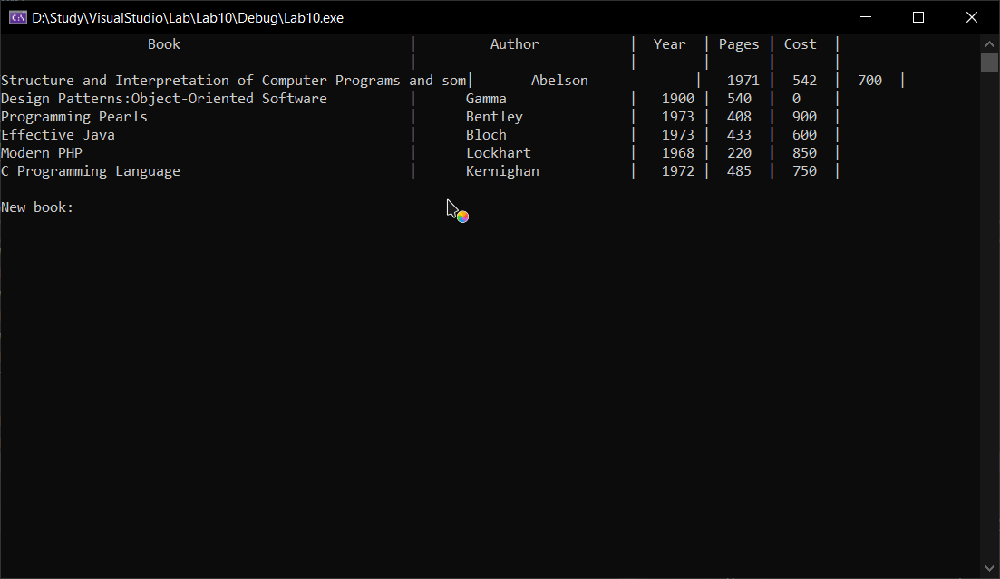 D:\Study\VisualStudio\Lab\Lab10\Debug\Lab10.exe
                  Book                            |         Author           |  Year  | Pages | Cost  |
--------------------------------------------------|--------------------------|--------|-------|-------|
Structure and Interpretation of Computer Programs and som|       Abelson             |   1971 |  542  |  700  |
Design Patterns:Object-Oriented Software          |      Gamma               |   1900 |  540  |  0    |
Programming Pearls                                |      Bentley             |   1973 |  408  |  900  |
Effective Java                                    |      Bloch               |   1973 |  433  |  600  |
Modern PHP                                        |      Lockhart            |   1968 |  220  |  850  |
C Programming Language                            |      Kernighan           |   1972 |  485  |  750  |
New book: